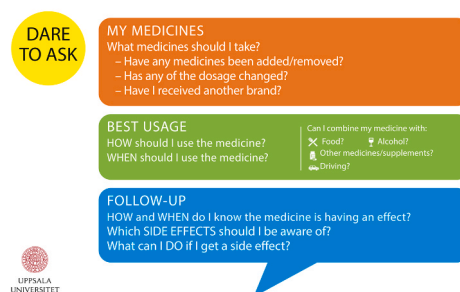 DARE
TO ASK
MY MEDICINES
What medicines should I take?
– Have any medicines been added/removed?
– Has any of the dosage changed?
– Have I received another brand?
BEST USAGE
HOW should I use the medicine?
WHEN should I use the medicine?
Can I combine my medicine with:
Food? Alcohol?
Other medicines/supplements?
Driving?
FOLLOW-UP
HOW and WHEN do I know the medicine is having an effect?
Which SIDE EFFECTS should I be aware of?
What can I DO if I get a side effect?
UPPSALA
UNIVERSITET